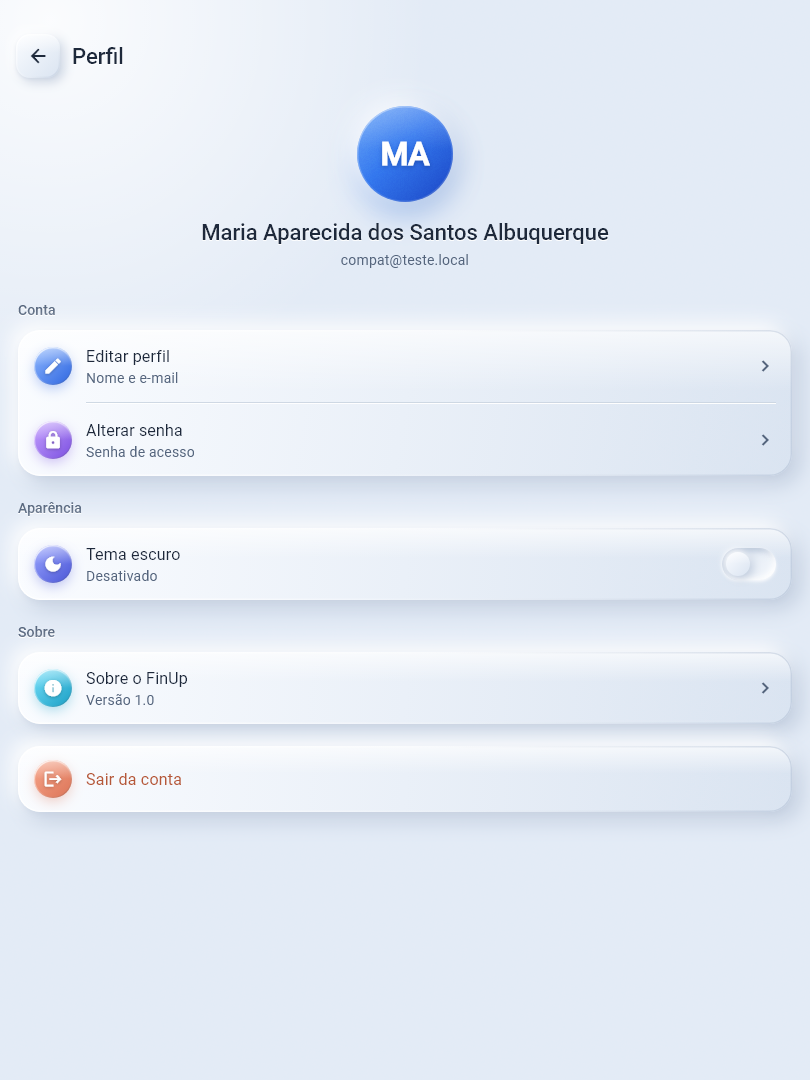 Perfil
MA
Maria Aparecida dos Santos Albuquerque
compat@teste.local
Conta
Editar perfil
Nome e e-mail
Alterar senha
Senha de acesso
Aparência
Tema escuro
Desativado
Sobre
Sobre o FinUp
Versão 1.0
Sair da conta